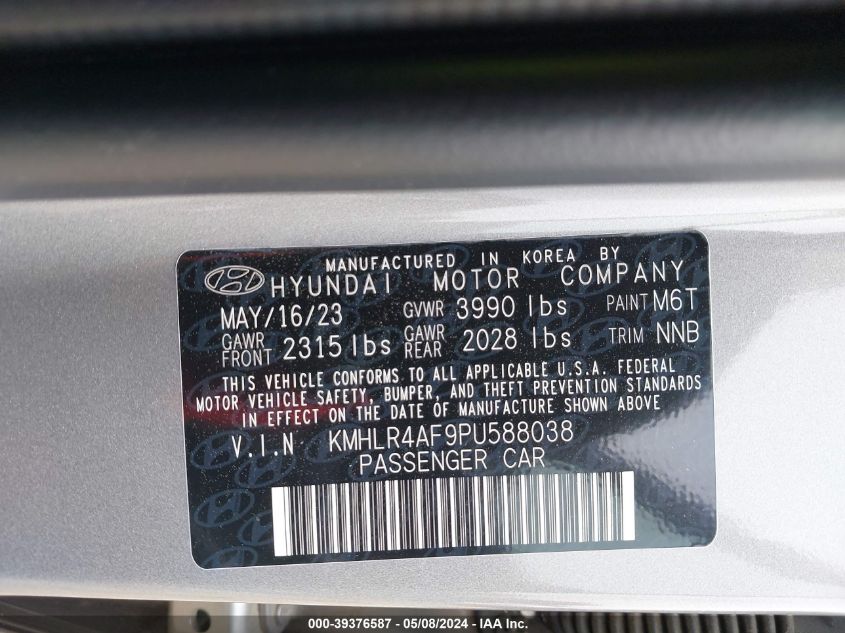 MANUFACTURED IN KOREA BY
HYUNDAI MOTOR COMPANY
MAY/16/23 GVWR 3990 lbs PAINT M6T
GAWR FRONT 2315 lbs GAWR REAR 2028 lbs TRIM NNB
THIS VEHICLE CONFORMS TO ALL APPLICABLE U.S.A. FEDERAL
MOTOR VEHICLE SAFETY, BUMPER, AND THEFT PREVENTION STANDARDS
IN EFFECT ON THE DATE OF MANUFACTURE SHOWN ABOVE
V.I.N KMHLR4AF9PU588038
PASSENGER CAR
000-39376587 - 05/08/2024 - IAA Inc.